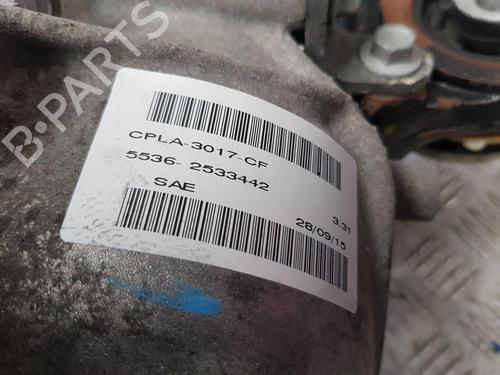 B-PARTS
CPLA-3017-CF
5536- 2533442
SAE
3.31
28/09/15